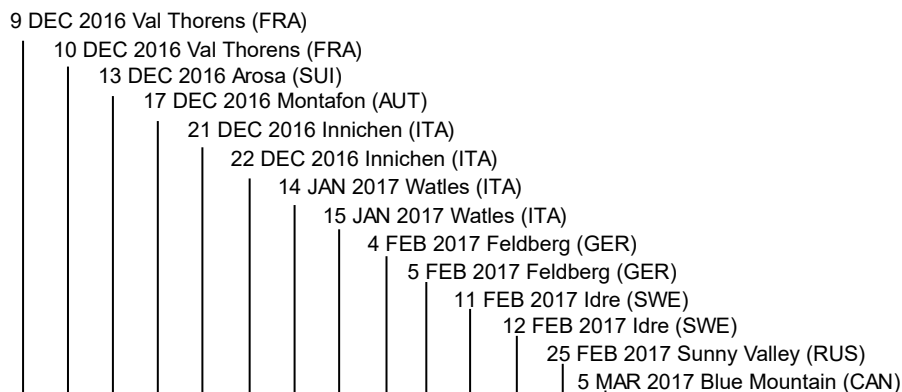 9 DEC 2016 Val Thorens (FRA)
10 DEC 2016 Val Thorens (FRA)
13 DEC 2016 Arosa (SUI)
17 DEC 2016 Montafon (AUT)
21 DEC 2016 Innichen (ITA)
22 DEC 2016 Innichen (ITA)
14 JAN 2017 Watles (ITA)
15 JAN 2017 Watles (ITA)
4 FEB 2017 Feldberg (GER)
5 FEB 2017 Feldberg (GER)
11 FEB 2017 Idre (SWE)
12 FEB 2017 Idre (SWE)
25 FEB 2017 Sunny Valley (RUS)
5 MAR 2017 Blue Mountain (CAN)